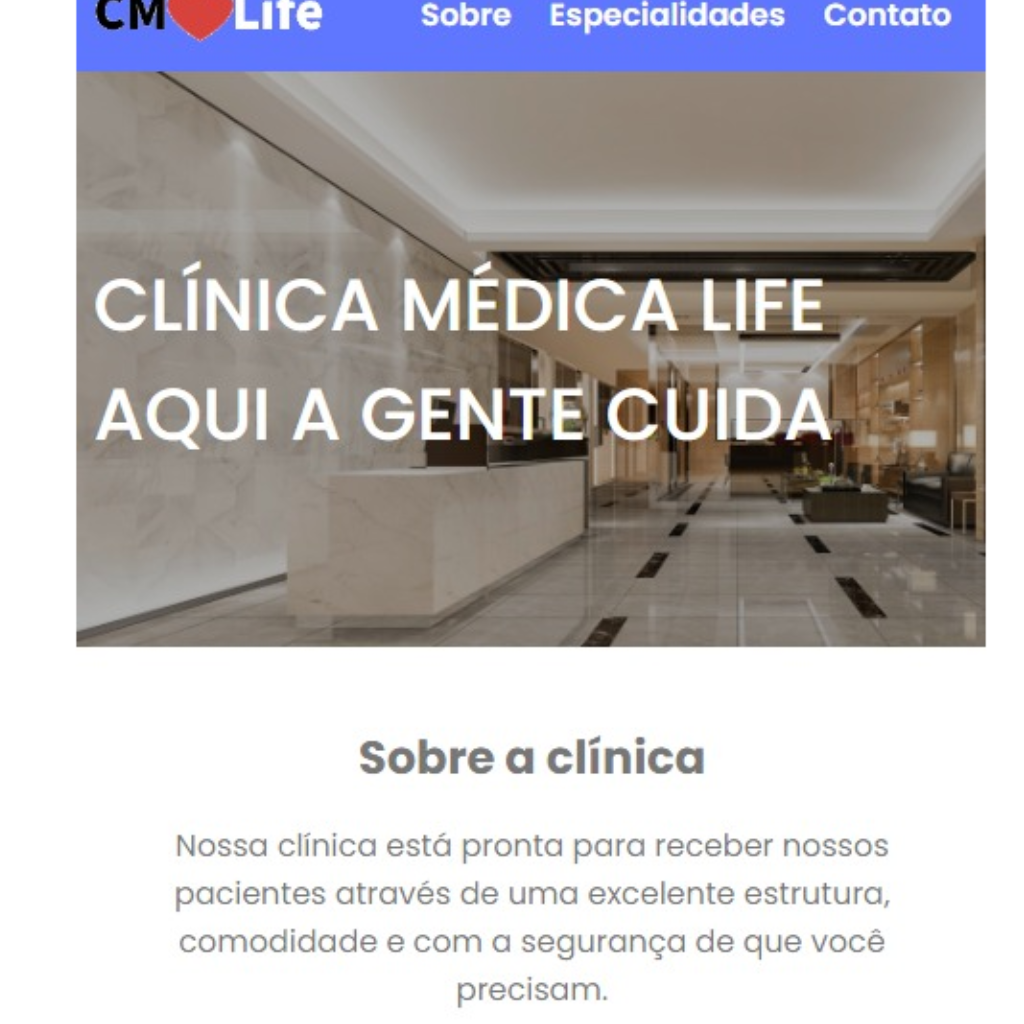 CM Life
Sobre Especialidades Contato
CLÍNICA MÉDICA LIFE
AQUI A GENTE CUIDA
Sobre a clínica
Nossa clínica está pronta para receber nossos
pacientes através de uma excelente estrutura,
comodidade e com a segurança de que você
precisam.